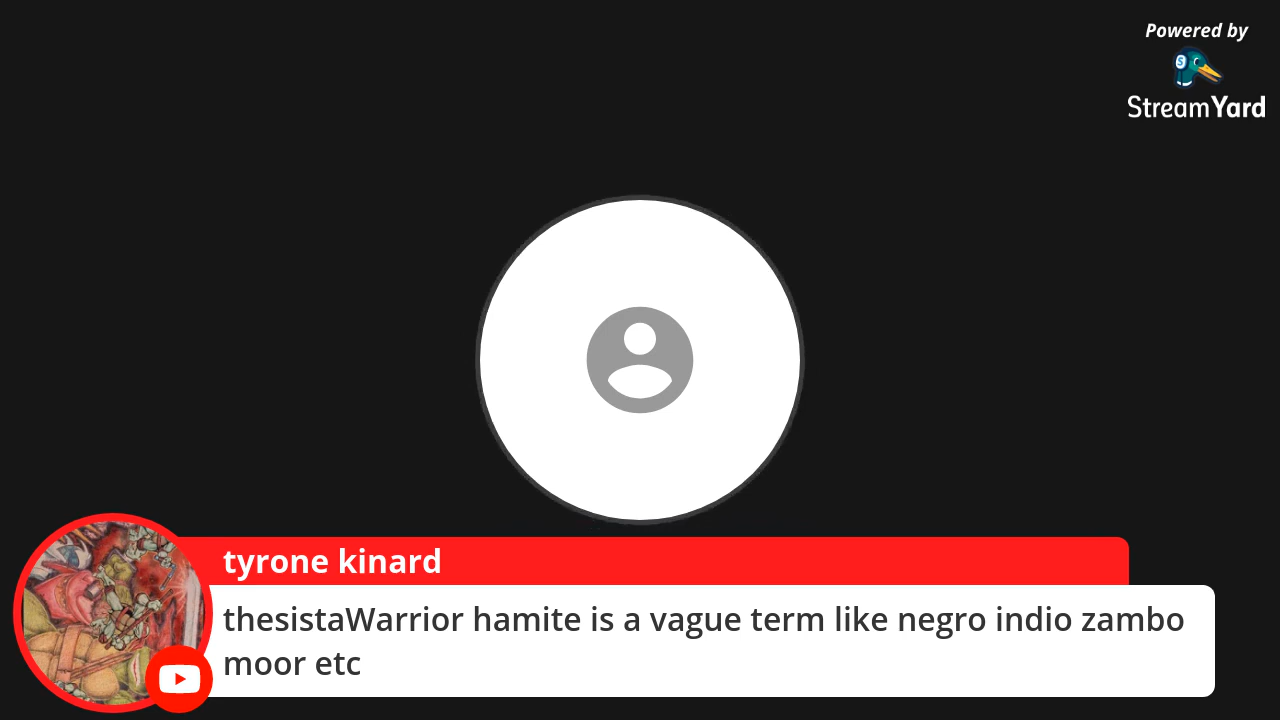 Powered by
StreamYard
tyrone kinard
thesistaWarrior hamite is a vague term like negro indio zambo
moor etc